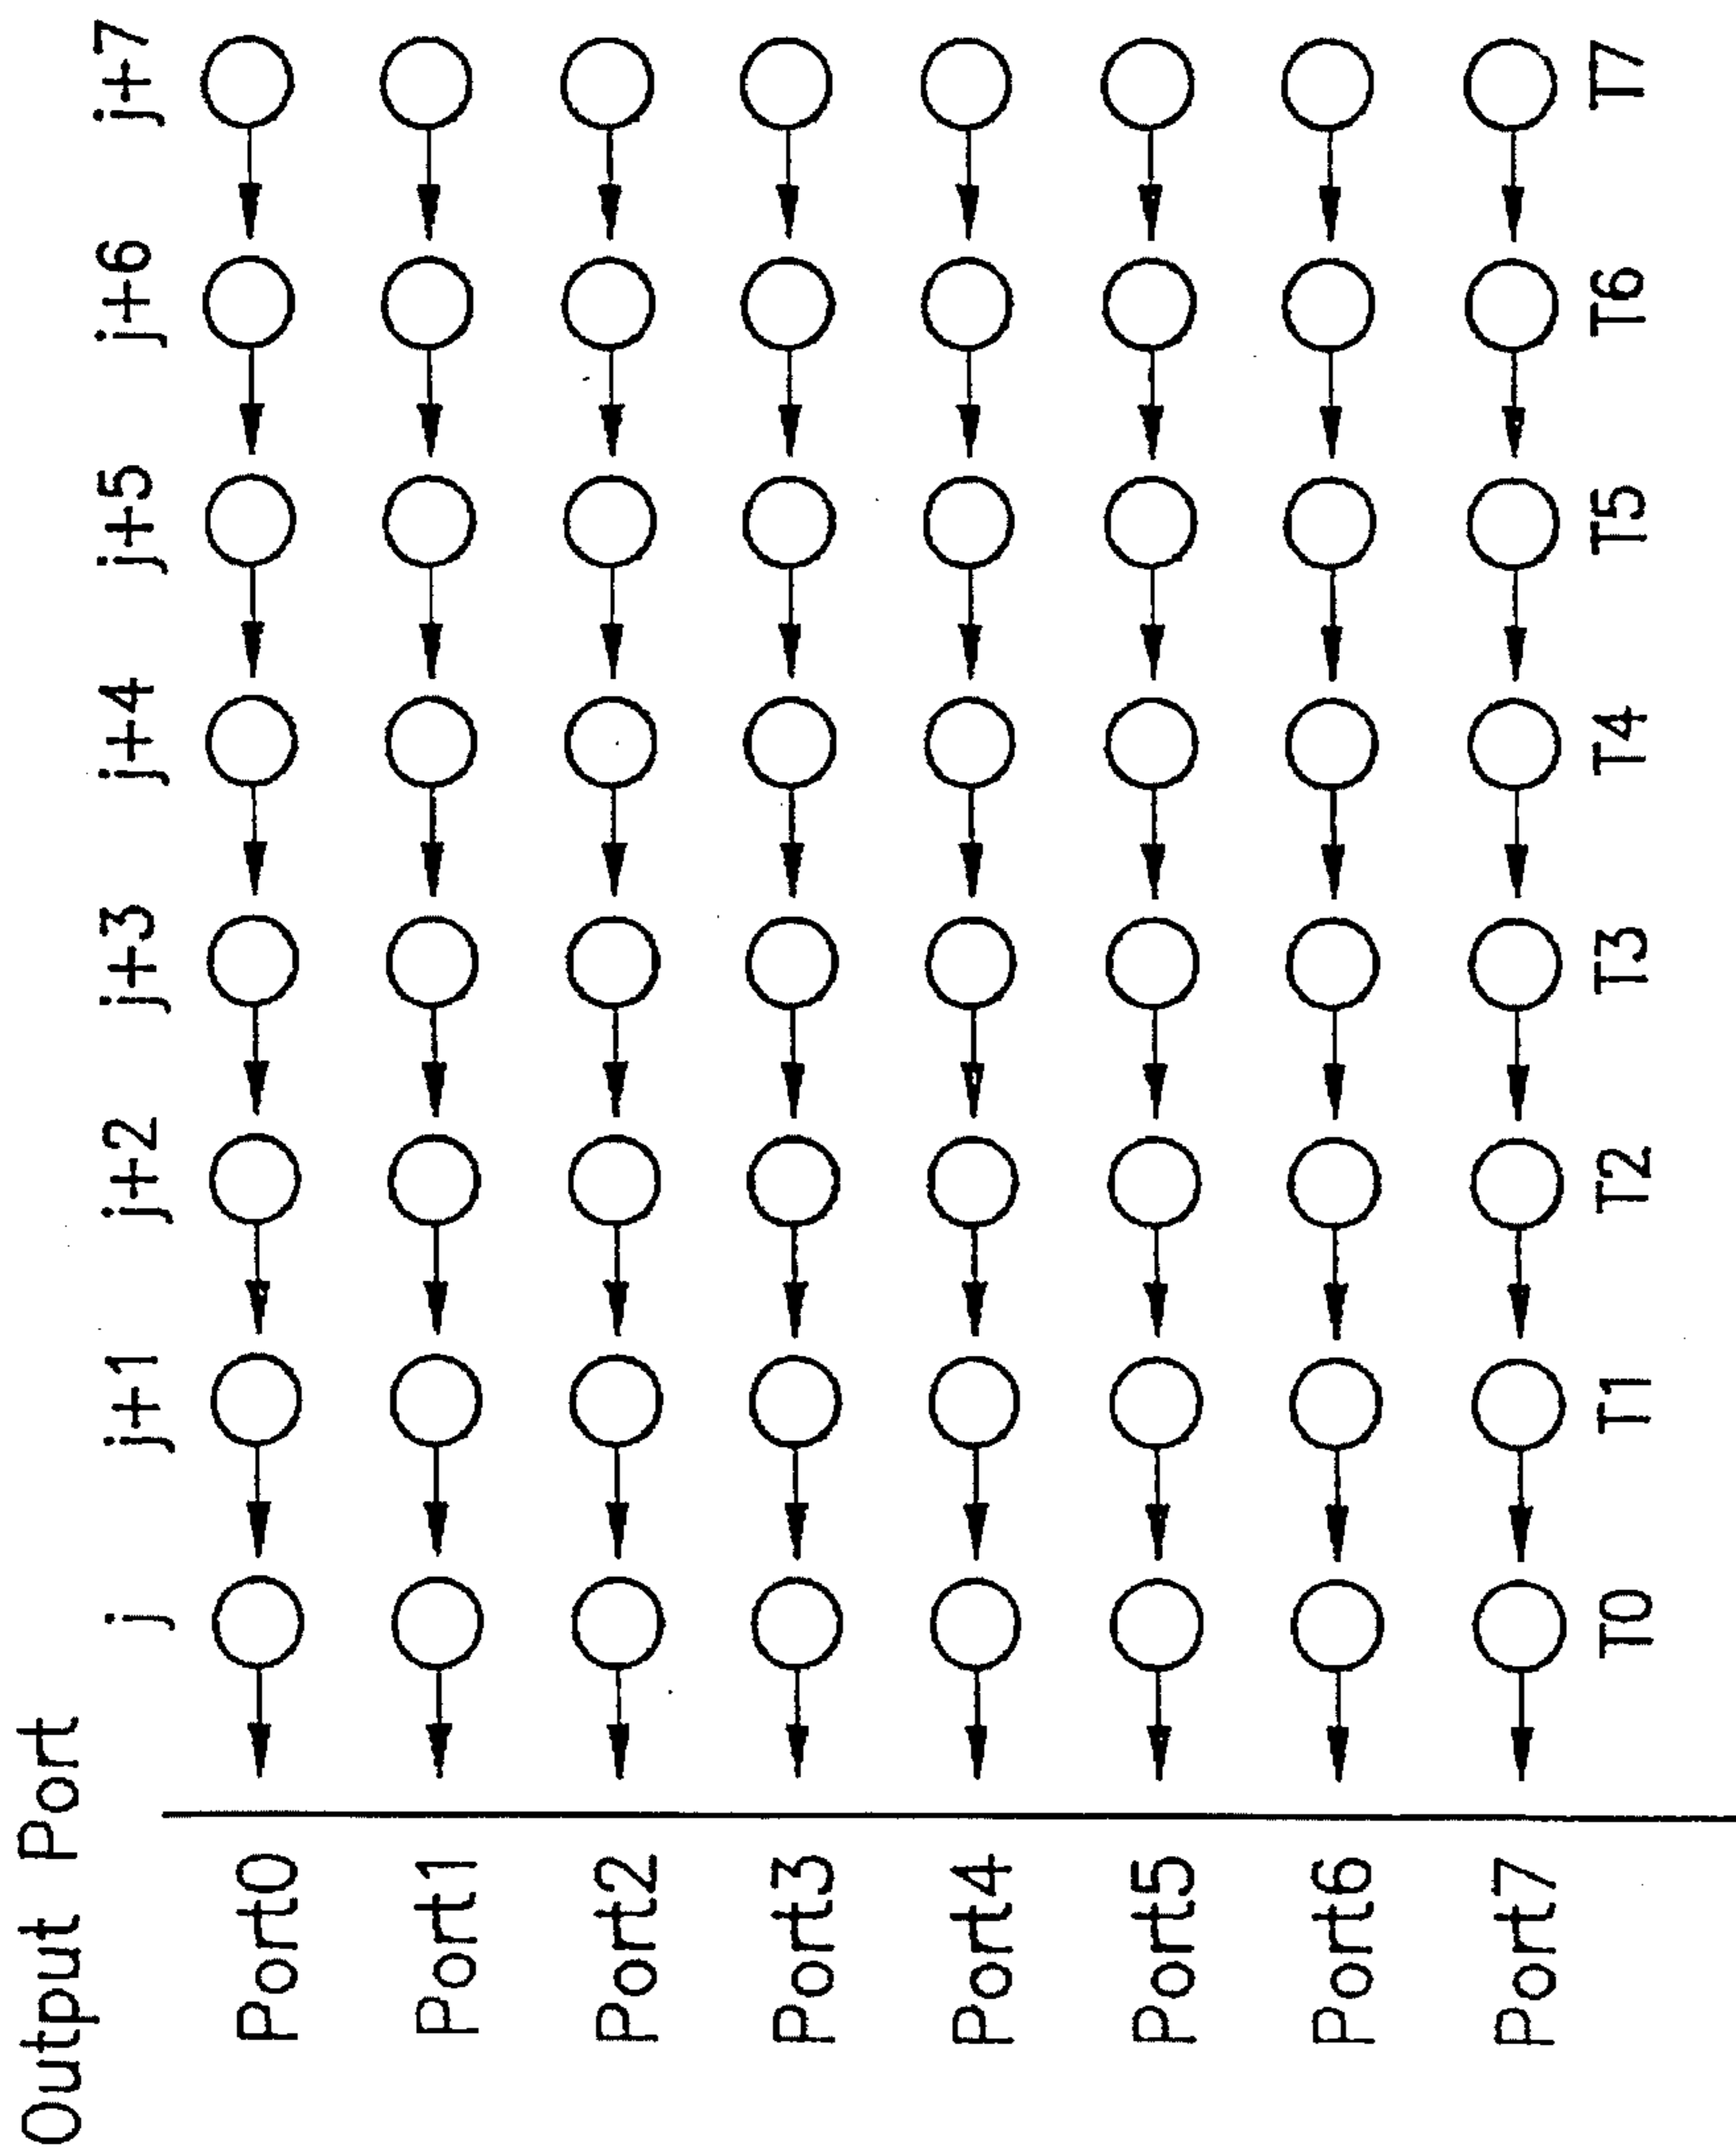 Output Port
j j+1 j+2 j+3 j+4 j+5 j+6 j+7
Port0
Port1
Port2
Port3
Port4
Port5
Port6
Port7
T0 T1 T2 T3 T4 T5 T6 T7